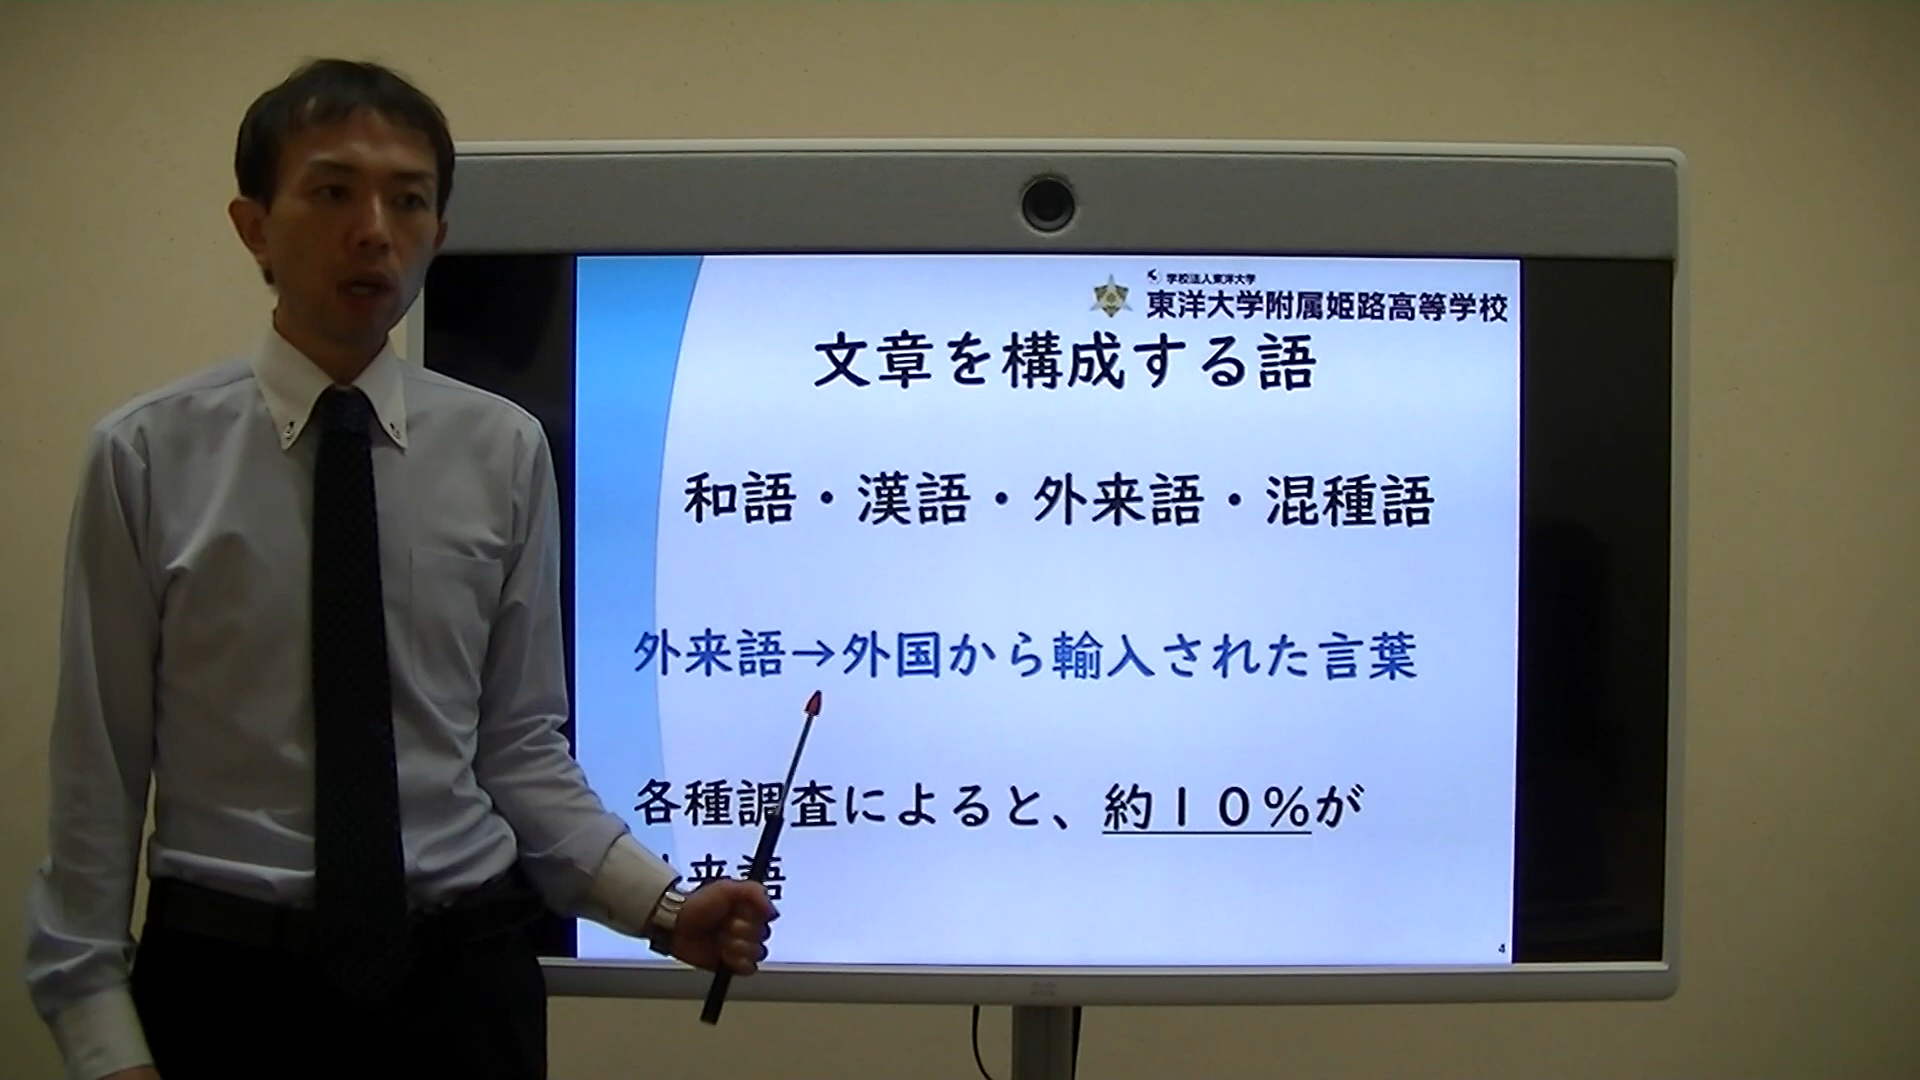 学校法人東洋大学
東洋大学附属姫路高等学校
文章を構成する語
和語・漢語・外来語・混種語
外来語→外国から輸入された言葉
各種調査によると、約１０％が
外来語
4